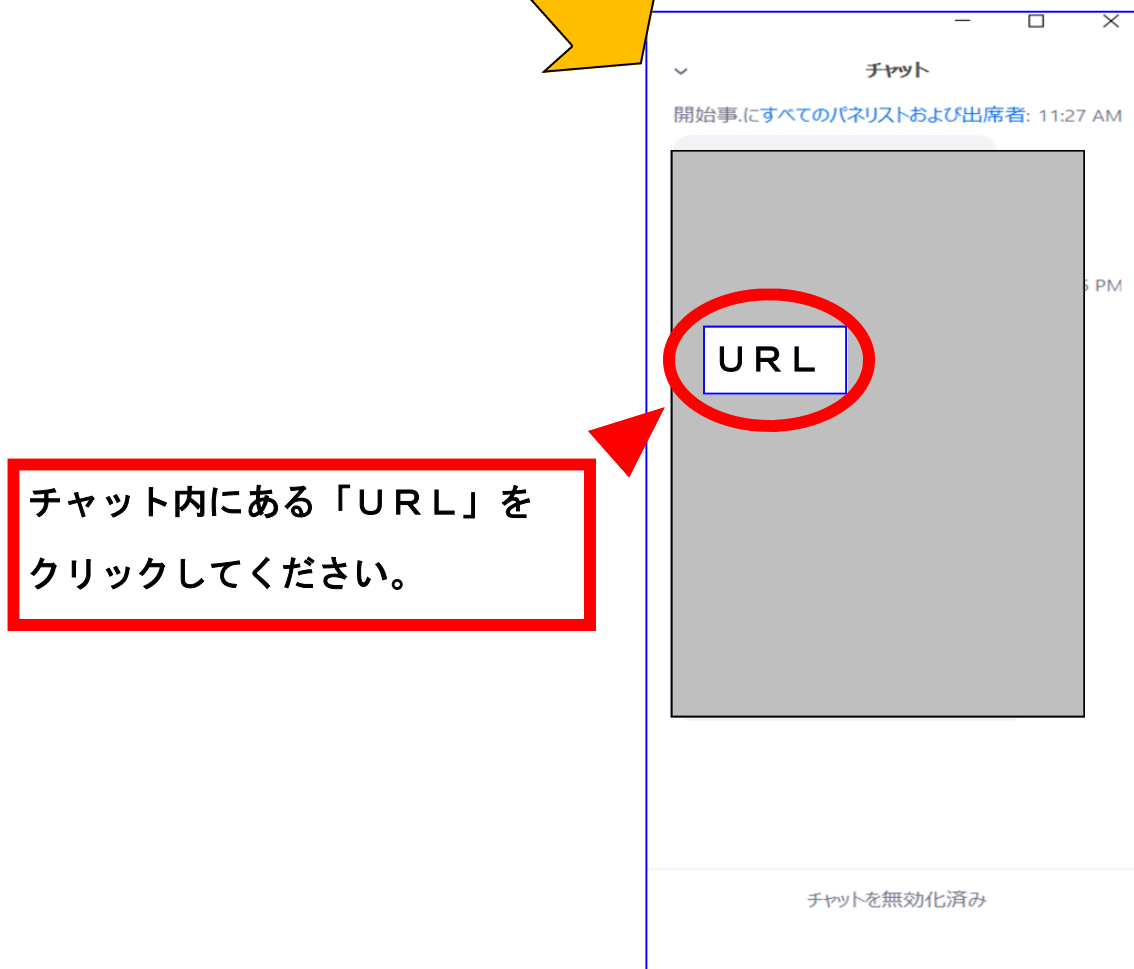 チャット
開始事.にすべてのパネリストおよび出席者: 11:27 AM
PM
ＵＲＬ
チャット内にある「ＵＲＬ」を
クリックしてください。
チャットを無効化済み